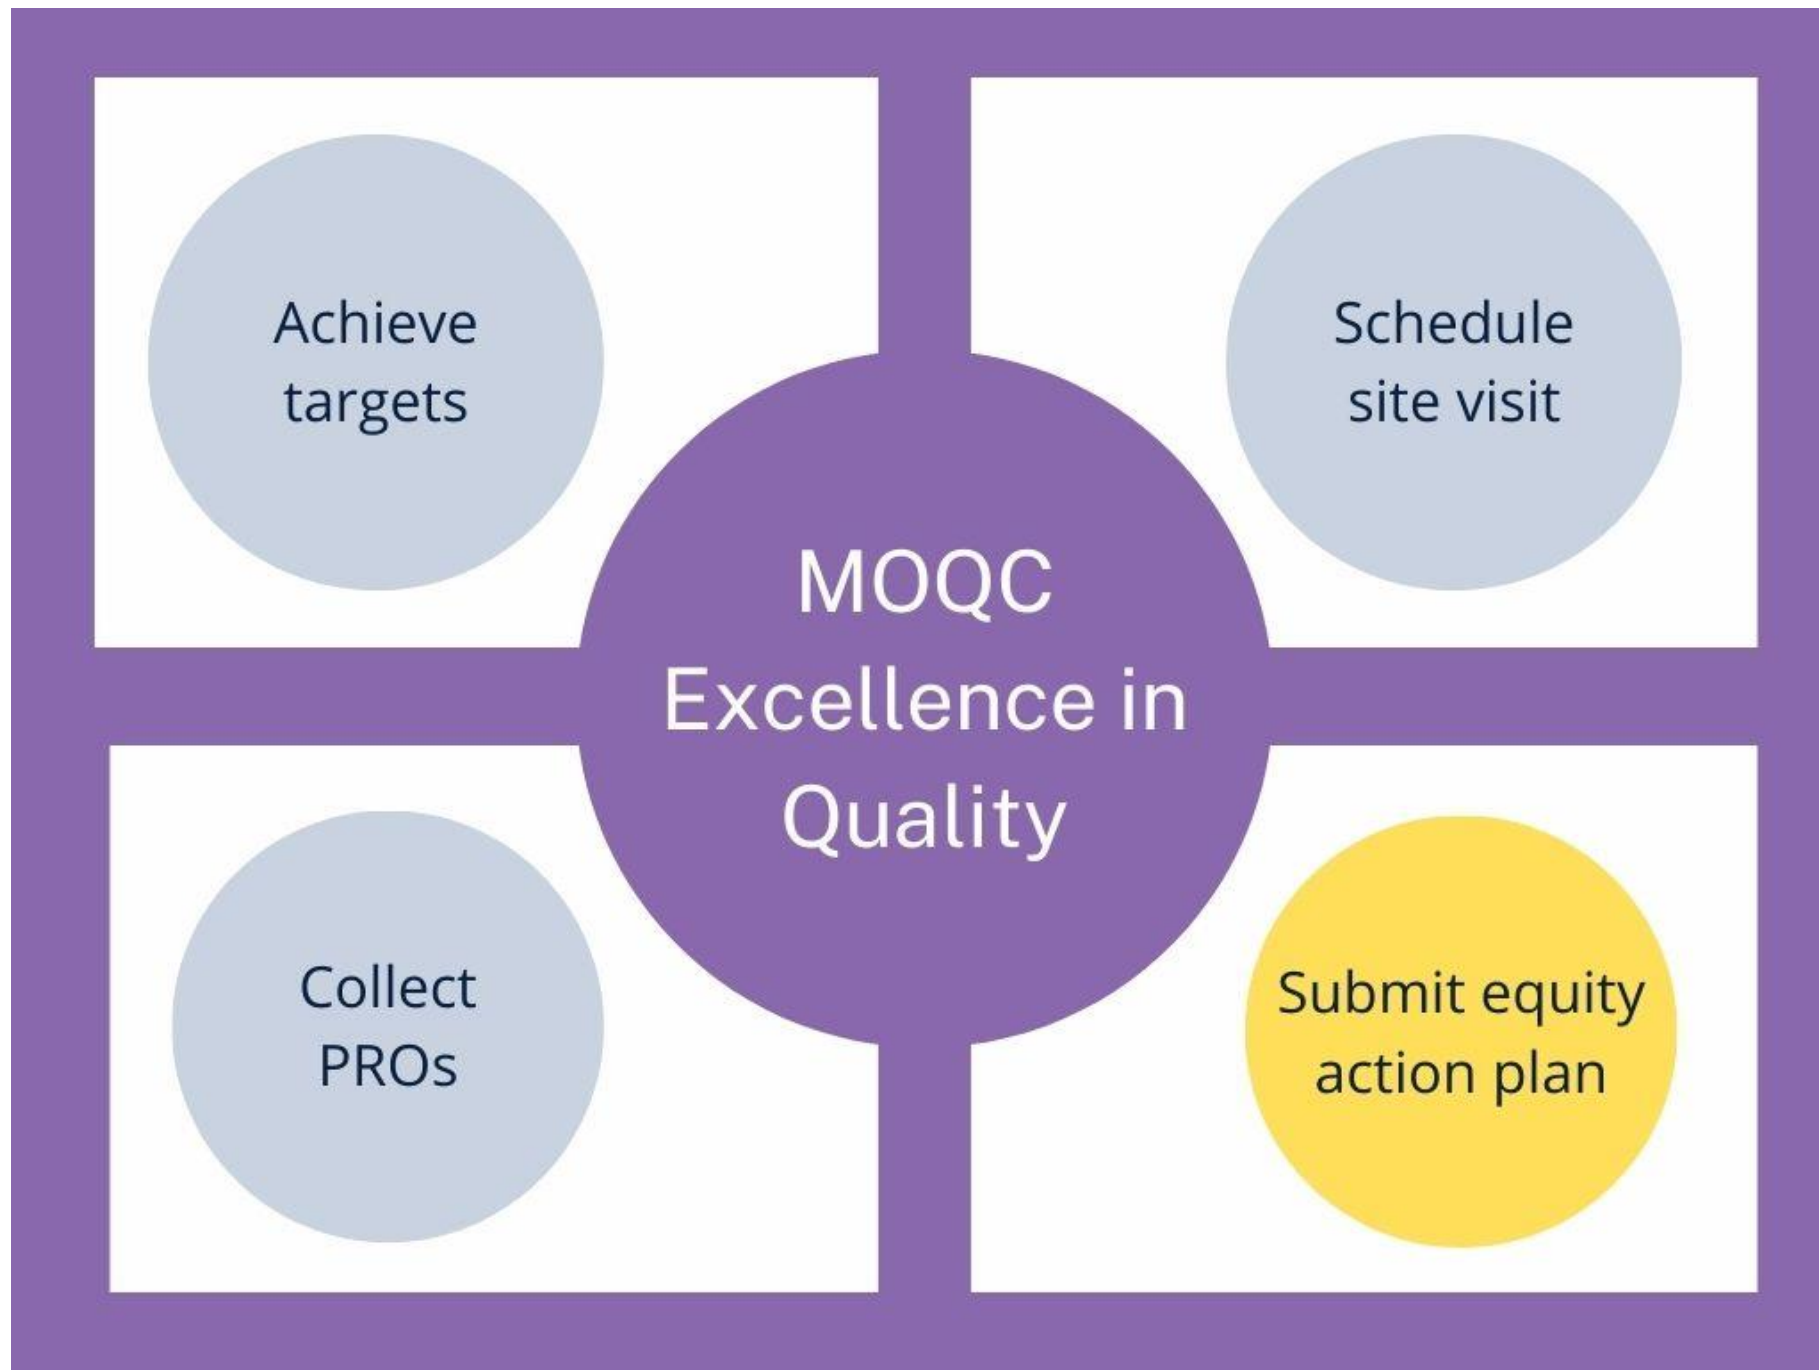 Achieve
targets
Schedule
site visit
MOQC
Excellence in
Quality
Collect
PROs
Submit equity
action plan